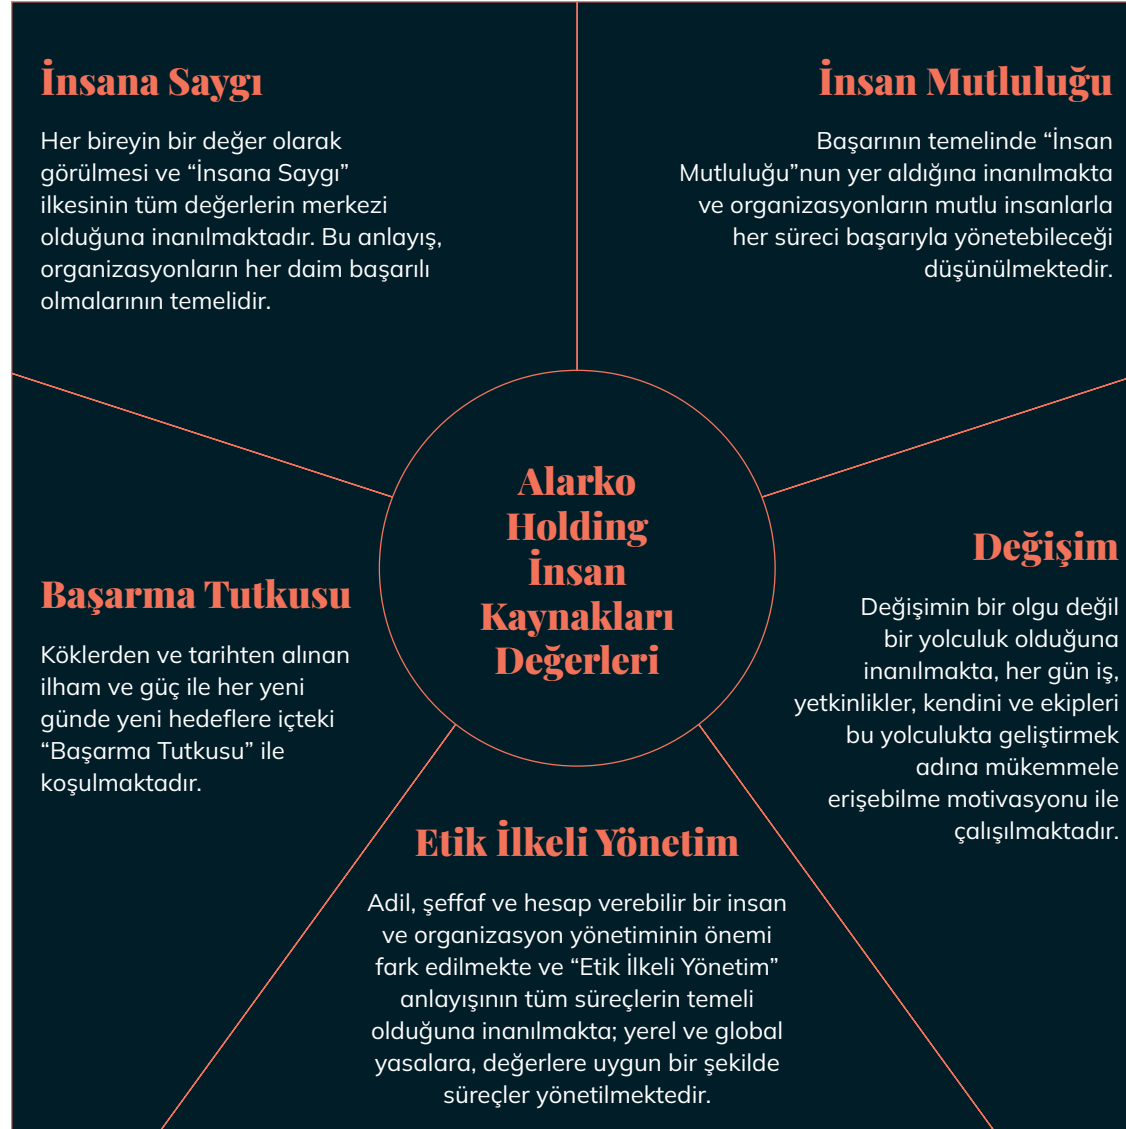 İnsana Saygı
Her bireyin bir değer olarak
görülmesi ve “İnsana Saygı”
ilkesinin tüm değerlerin merkezi
olduğuna inanılmaktadır. Bu anlayış,
organizasyonların her daim başarılı
olmalarının temelidir.
İnsan Mutluluğu
Başarının temelinde “İnsan
Mutluluğu”nun yer aldığına inanılmakta
ve organizasyonların mutlu insanlarla
her süreci başarıyla yönetebileceği
düşünülmektedir.
Alarko
Holding
İnsan
Kaynakları
Değerleri
Başarma Tutkusu
Köklerden ve tarihten alınan
ilham ve güç ile her yeni
günde yeni hedeflere içteki
“Başarma Tutkusu” ile
koşulmaktadır.
Değişim
Değişimin bir olgu değil
bir yolculuk olduğuna
inanılmakta, her gün iş,
yetkinlikler, kendini ve ekipleri
bu yolculukta geliştirmek
adına mükemmele
erişebilme motivasyonu ile
çalışılmaktadır.
Etik İlkeli Yönetim
Adil, şeffaf ve hesap verebilir bir insan
ve organizasyon yönetiminin önemi
fark edilmekte ve “Etik İlkeli Yönetim”
anlayışının tüm süreçlerin temeli
olduğuna inanılmakta; yerel ve global
yasalara, değerlere uygun bir şekilde
süreçler yönetilmektedir.